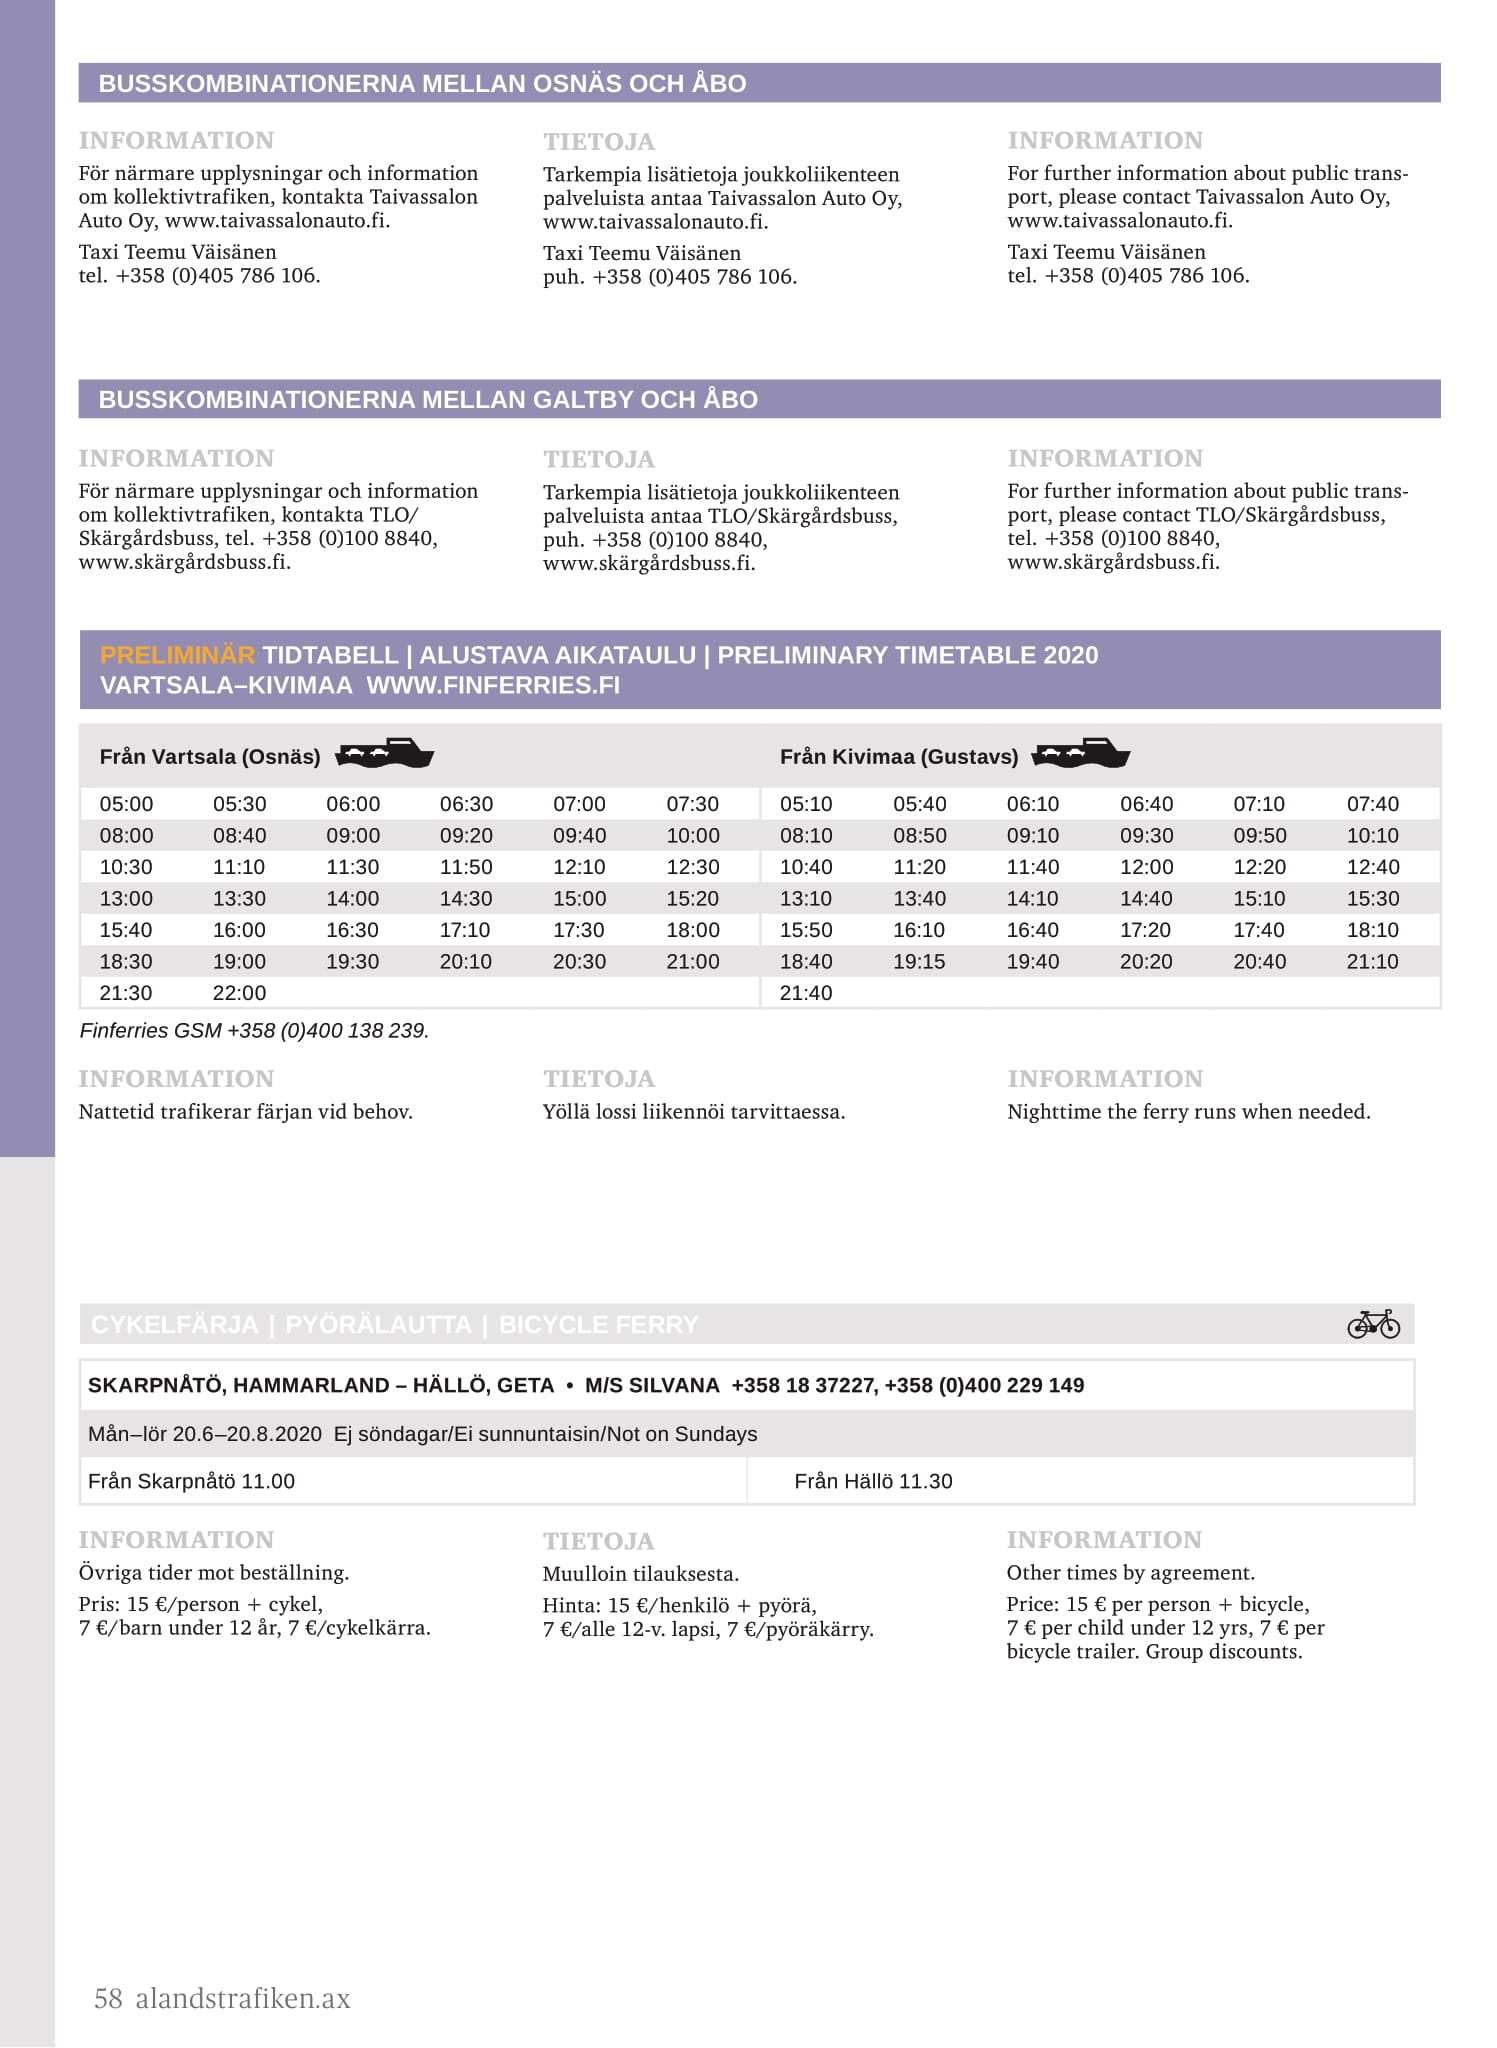 BUSSKOMBINATIONERNA MELLAN OSNÄS OCH ÅBO
INFORMATION
För närmare upplysningar och information
om kollektivtrafiken, kontakta Taivassalon
Auto Oy, www.taivassalonauto.fi.
Taxi Teemu Väisänen
tel. +358 (0)405 786 106.
TIETOJA
Tarkempia lisätietoja joukkoliikenteen
palveluista antaa Taivassalon Auto Oy,
www.taivassalonauto.fi.
Taxi Teemu Väisänen
puh. +358 (0)405 786 106.
INFORMATION
For further information about public trans-
port, please contact Taivassalon Auto Oy,
www.taivassalonauto.fi.
Taxi Teemu Väisänen
tel. +358 (0)405 786 106.
BUSSKOMBINATIONERNA MELLAN GALTBY OCH ÅBO
INFORMATION
För närmare upplysningar och information
om kollektivtrafiken, kontakta TLO/
Skärgårdsbuss, tel. +358 (0)100 8840,
www.skärgårdsbuss.fi.
TIETOJA
Tarkempia lisätietoja joukkoliikenteen
palveluista antaa TLO/Skärgårdsbuss,
puh. +358 (0)100 8840,
www.skärgårdsbuss.fi.
INFORMATION
For further information about public trans-
port, please contact TLO/Skärgårdsbuss,
tel. +358 (0)100 8840,
www.skärgårdsbuss.fi.
PRELIMINÄR TIDTABELL | ALUSTAVA AIKATAULU | PRELIMINARY TIMETABLE 2020
VARTSALA–KIVIMAA WWW.FINFERRIES.FI
Från Vartsala (Osnäs) Från Kivimaa (Gustavs)
05:00 05:30 06:00 06:30 07:00 07:30 05:10 05:40 06:10 06:40 07:10 07:40
08:00 08:40 09:00 09:20 09:40 10:00 08:10 08:50 09:10 09:30 09:50 10:10
10:30 11:10 11:30 11:50 12:10 12:30 10:40 11:20 11:40 12:00 12:20 12:40
13:00 13:30 14:00 14:30 15:00 15:20 13:10 13:40 14:10 14:40 15:10 15:30
15:40 16:00 16:30 17:10 17:30 18:00 15:50 16:10 16:40 17:20 17:40 18:10
18:30 19:00 19:30 20:10 20:30 21:00 18:40 19:15 19:40 20:20 20:40 21:10
21:30 22:00 21:40
Finferries GSM +358 (0)400 138 239.
INFORMATION
Nattetid trafikerar färjan vid behov.
TIETOJA
Yöllä lossi liikennöi tarvittaessa.
INFORMATION
Nighttime the ferry runs when needed.
CYKELFÄRJA | PYÖRÄLAUTTA | BICYCLE FERRY
SKARPNÅTÖ, HAMMARLAND – HÄLLÖ, GETA • M/S SILVANA +358 18 37227, +358 (0)400 229 149
Mån–lör 20.6–20.8.2020 Ej söndagar/Ei sunnuntaisin/Not on Sundays
Från Skarpnåtö 11.00 Från Hällö 11.30
INFORMATION
Övriga tider mot beställning.
Pris: 15 €/person + cykel,
7 €/barn under 12 år, 7 €/cykelkärra.
TIETOJA
Muulloin tilauksesta.
Hinta: 15 €/henkilö + pyörä,
7 €/alle 12-v. lapsi, 7 €/pyöräkärry.
INFORMATION
Other times by agreement.
Price: 15 € per person + bicycle,
7 € per child under 12 yrs, 7 € per
bicycle trailer. Group discounts.
58 alandstrafiken.ax